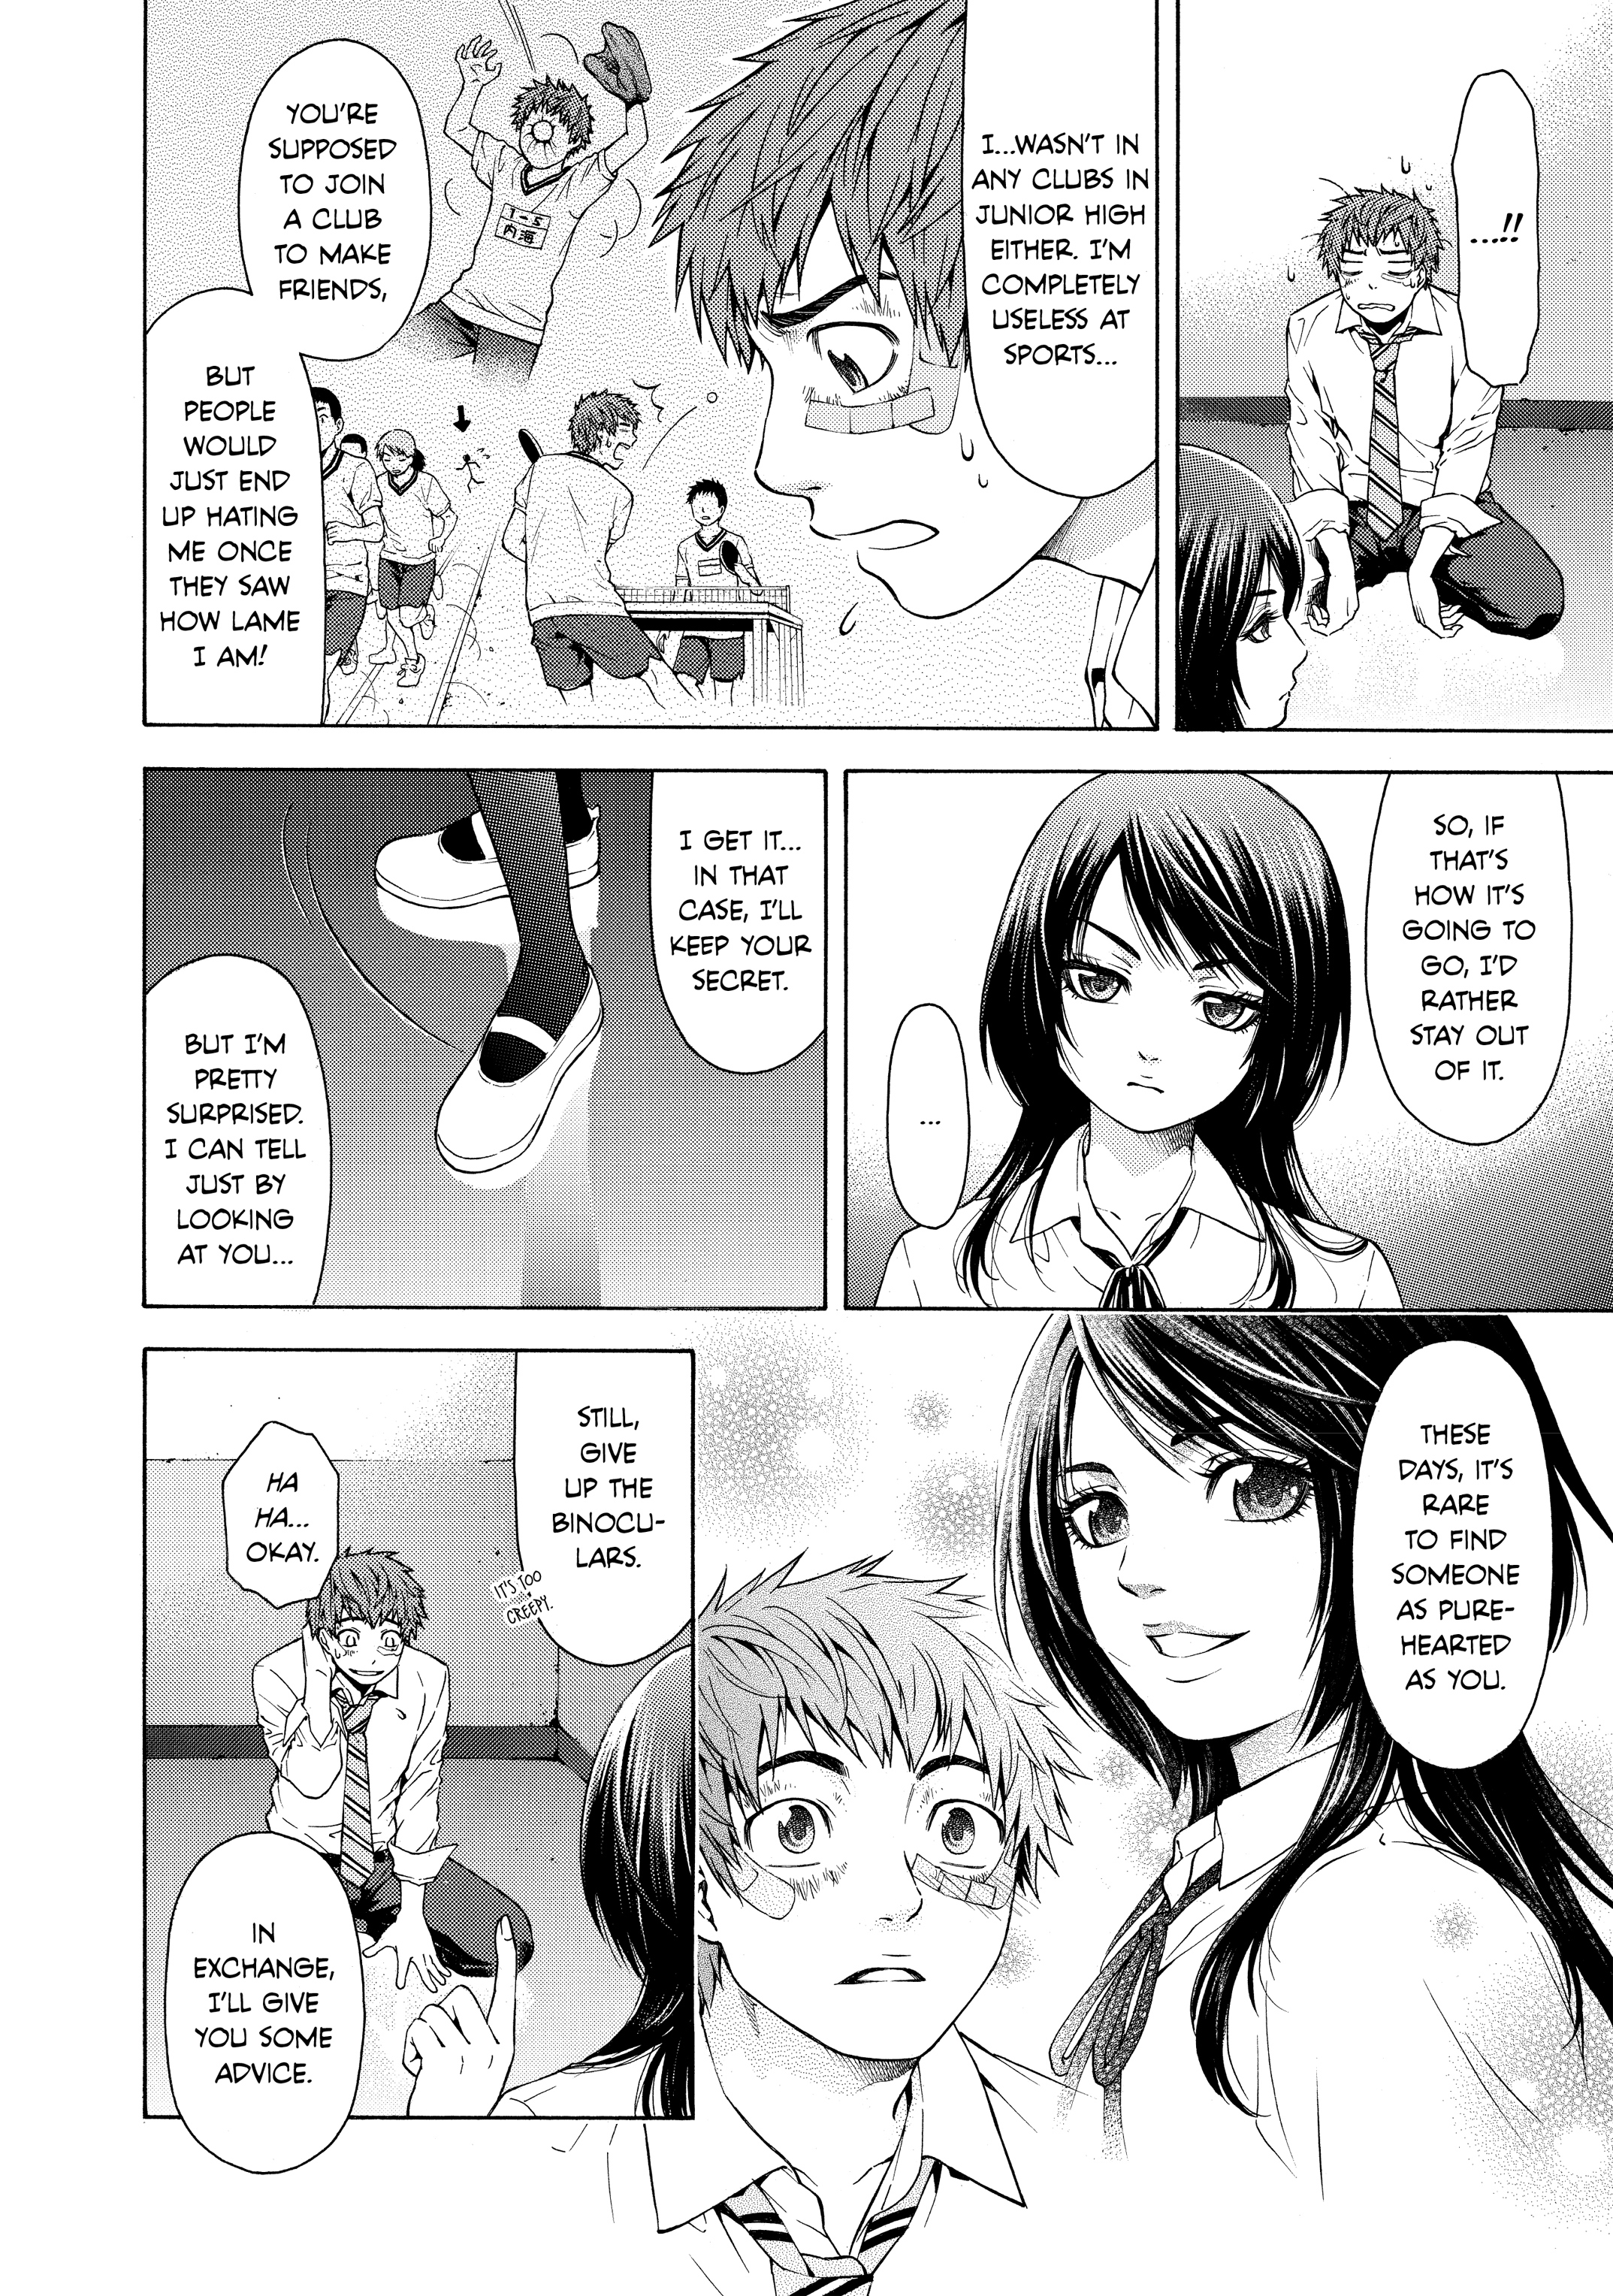 ...!!
I...WASN'T IN
ANY CLUBS IN
JUNIOR HIGH
EITHER. I'M
COMPLETELY
USELESS AT
SPORTS...
YOU'RE
SUPPOSED
TO JOIN
A CLUB
TO MAKE
FRIENDS,
1-5
内海
BUT
PEOPLE
WOULD
JUST END
UP HATING
ME ONCE
THEY SAW
HOW LAME
I AM!
SO, IF
THAT'S
HOW IT'S
GOING TO
GO, I'D
RATHER
STAY OUT
OF IT.
...
I GET IT...
IN THAT
CASE, I'LL
KEEP YOUR
SECRET.
BUT I'M
PRETTY
SURPRISED.
I CAN TELL
JUST BY
LOOKING
AT YOU...
THESE
DAYS, IT'S
RARE
TO FIND
SOMEONE
AS PURE-
HEARTED
AS YOU.
STILL,
GIVE
UP THE
BINOCU-
LARS.
IT'S TOO
CREEPY.
HA
HA...
OKAY.
IN
EXCHANGE,
I'LL GIVE
YOU SOME
ADVICE.